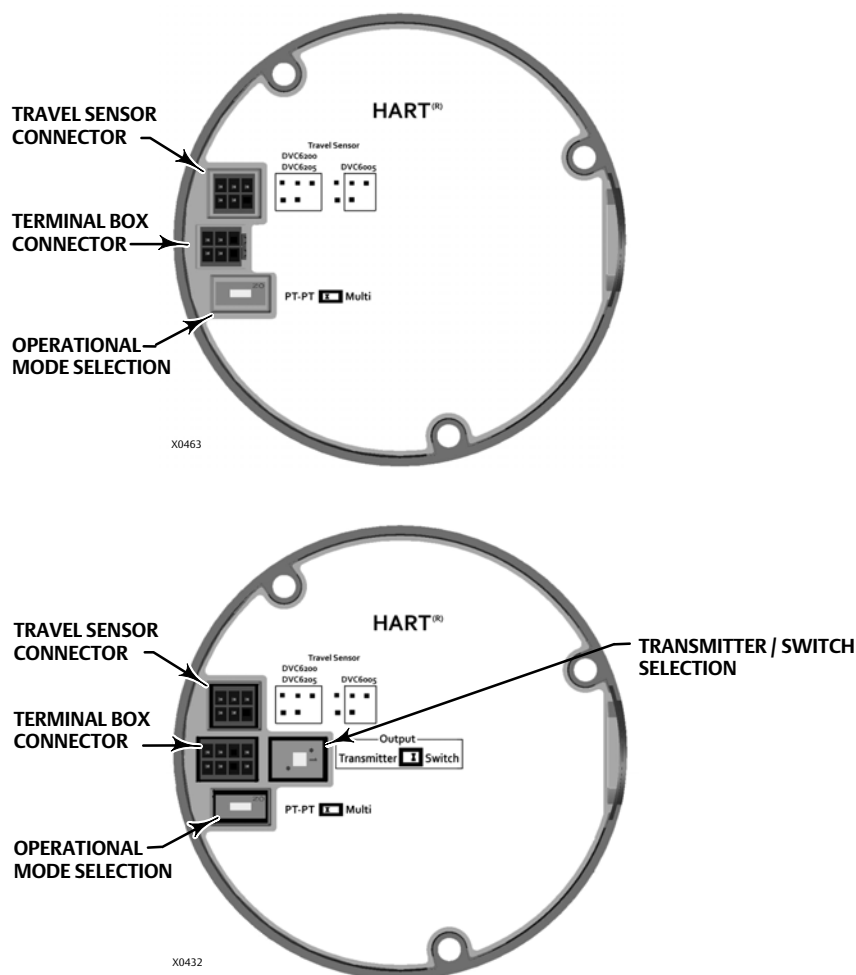 HART(R)
TRAVEL SENSOR
CONNECTOR
Travel Sensor
DVC6200
DVC6205
DVC6005
TERMINAL BOX
CONNECTOR
PT-PT Multi
OPERATIONAL
MODE SELECTION
X0463
HART(R)
TRAVEL SENSOR
CONNECTOR
TRANSMITTER / SWITCH
SELECTION
Travel Sensor
DVC6200
DVC6205
DVC6005
TERMINAL BOX
CONNECTOR
Output
Transmitter Switch
PT-PT Multi
OPERATIONAL
MODE SELECTION
X0432